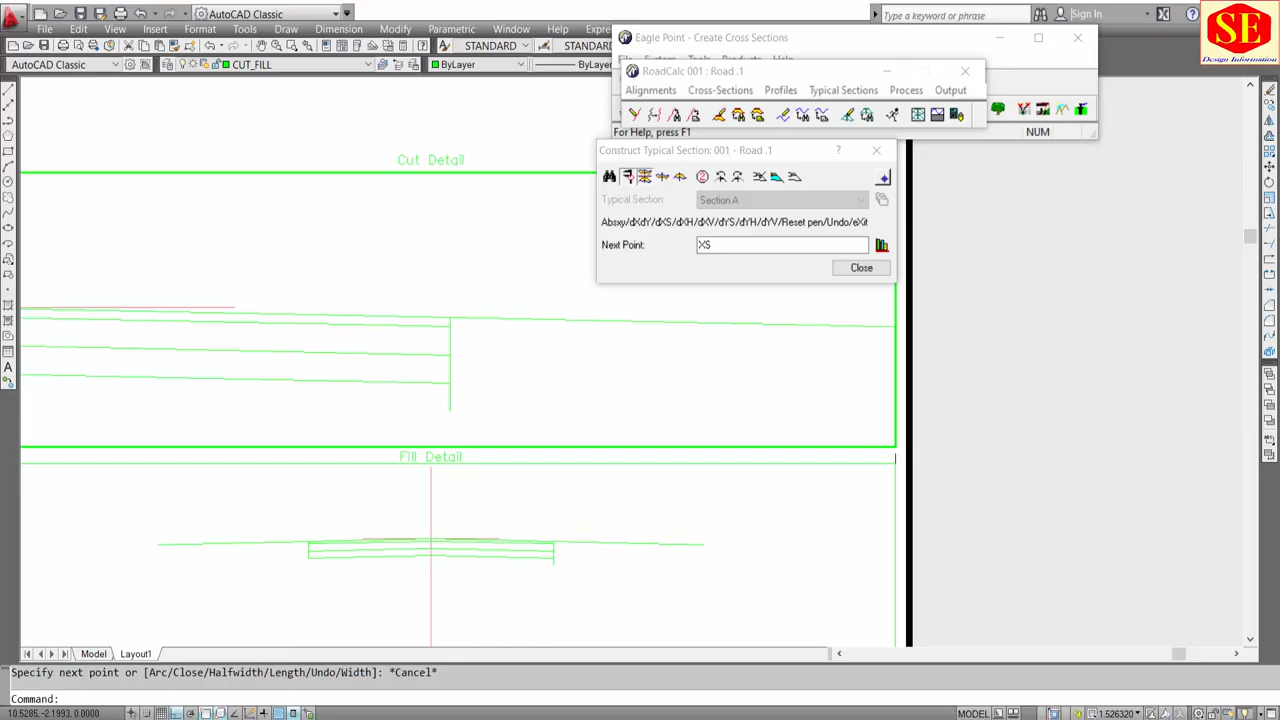 AutoCAD Classic
Type a keyword or phrase
Sign In
SE
Design Information
File Edit View Insert Format Tools Draw Dimension Modify Parametric Window Help Expre
STANDARD
STANDARD
AutoCAD Classic
CUT_FILL
ByLayer
ByLayer
Eagle Point - Create Cross Sections
RoadCalc 001 : Road .1
Alignments Cross-Sections Profiles Typical Sections Process Output
For Help, press F1
NUM
Construct Typical Section: 001 - Road .1
Typical Section:
Section A
Absxy/dXdY/dXS/dXH/dXV/dYS/dYH/dYV/Reset pen/Undo/eXit
Next Point:
XS
Close
Cut Detail
Fill Detail
Model
Layout1
Specify next point or [Arc/Close/Halfwidth/Length/Undo/Width]: *Cancel*
Command:
10.5285, -2.1993, 0.0000
MODEL
1.526320